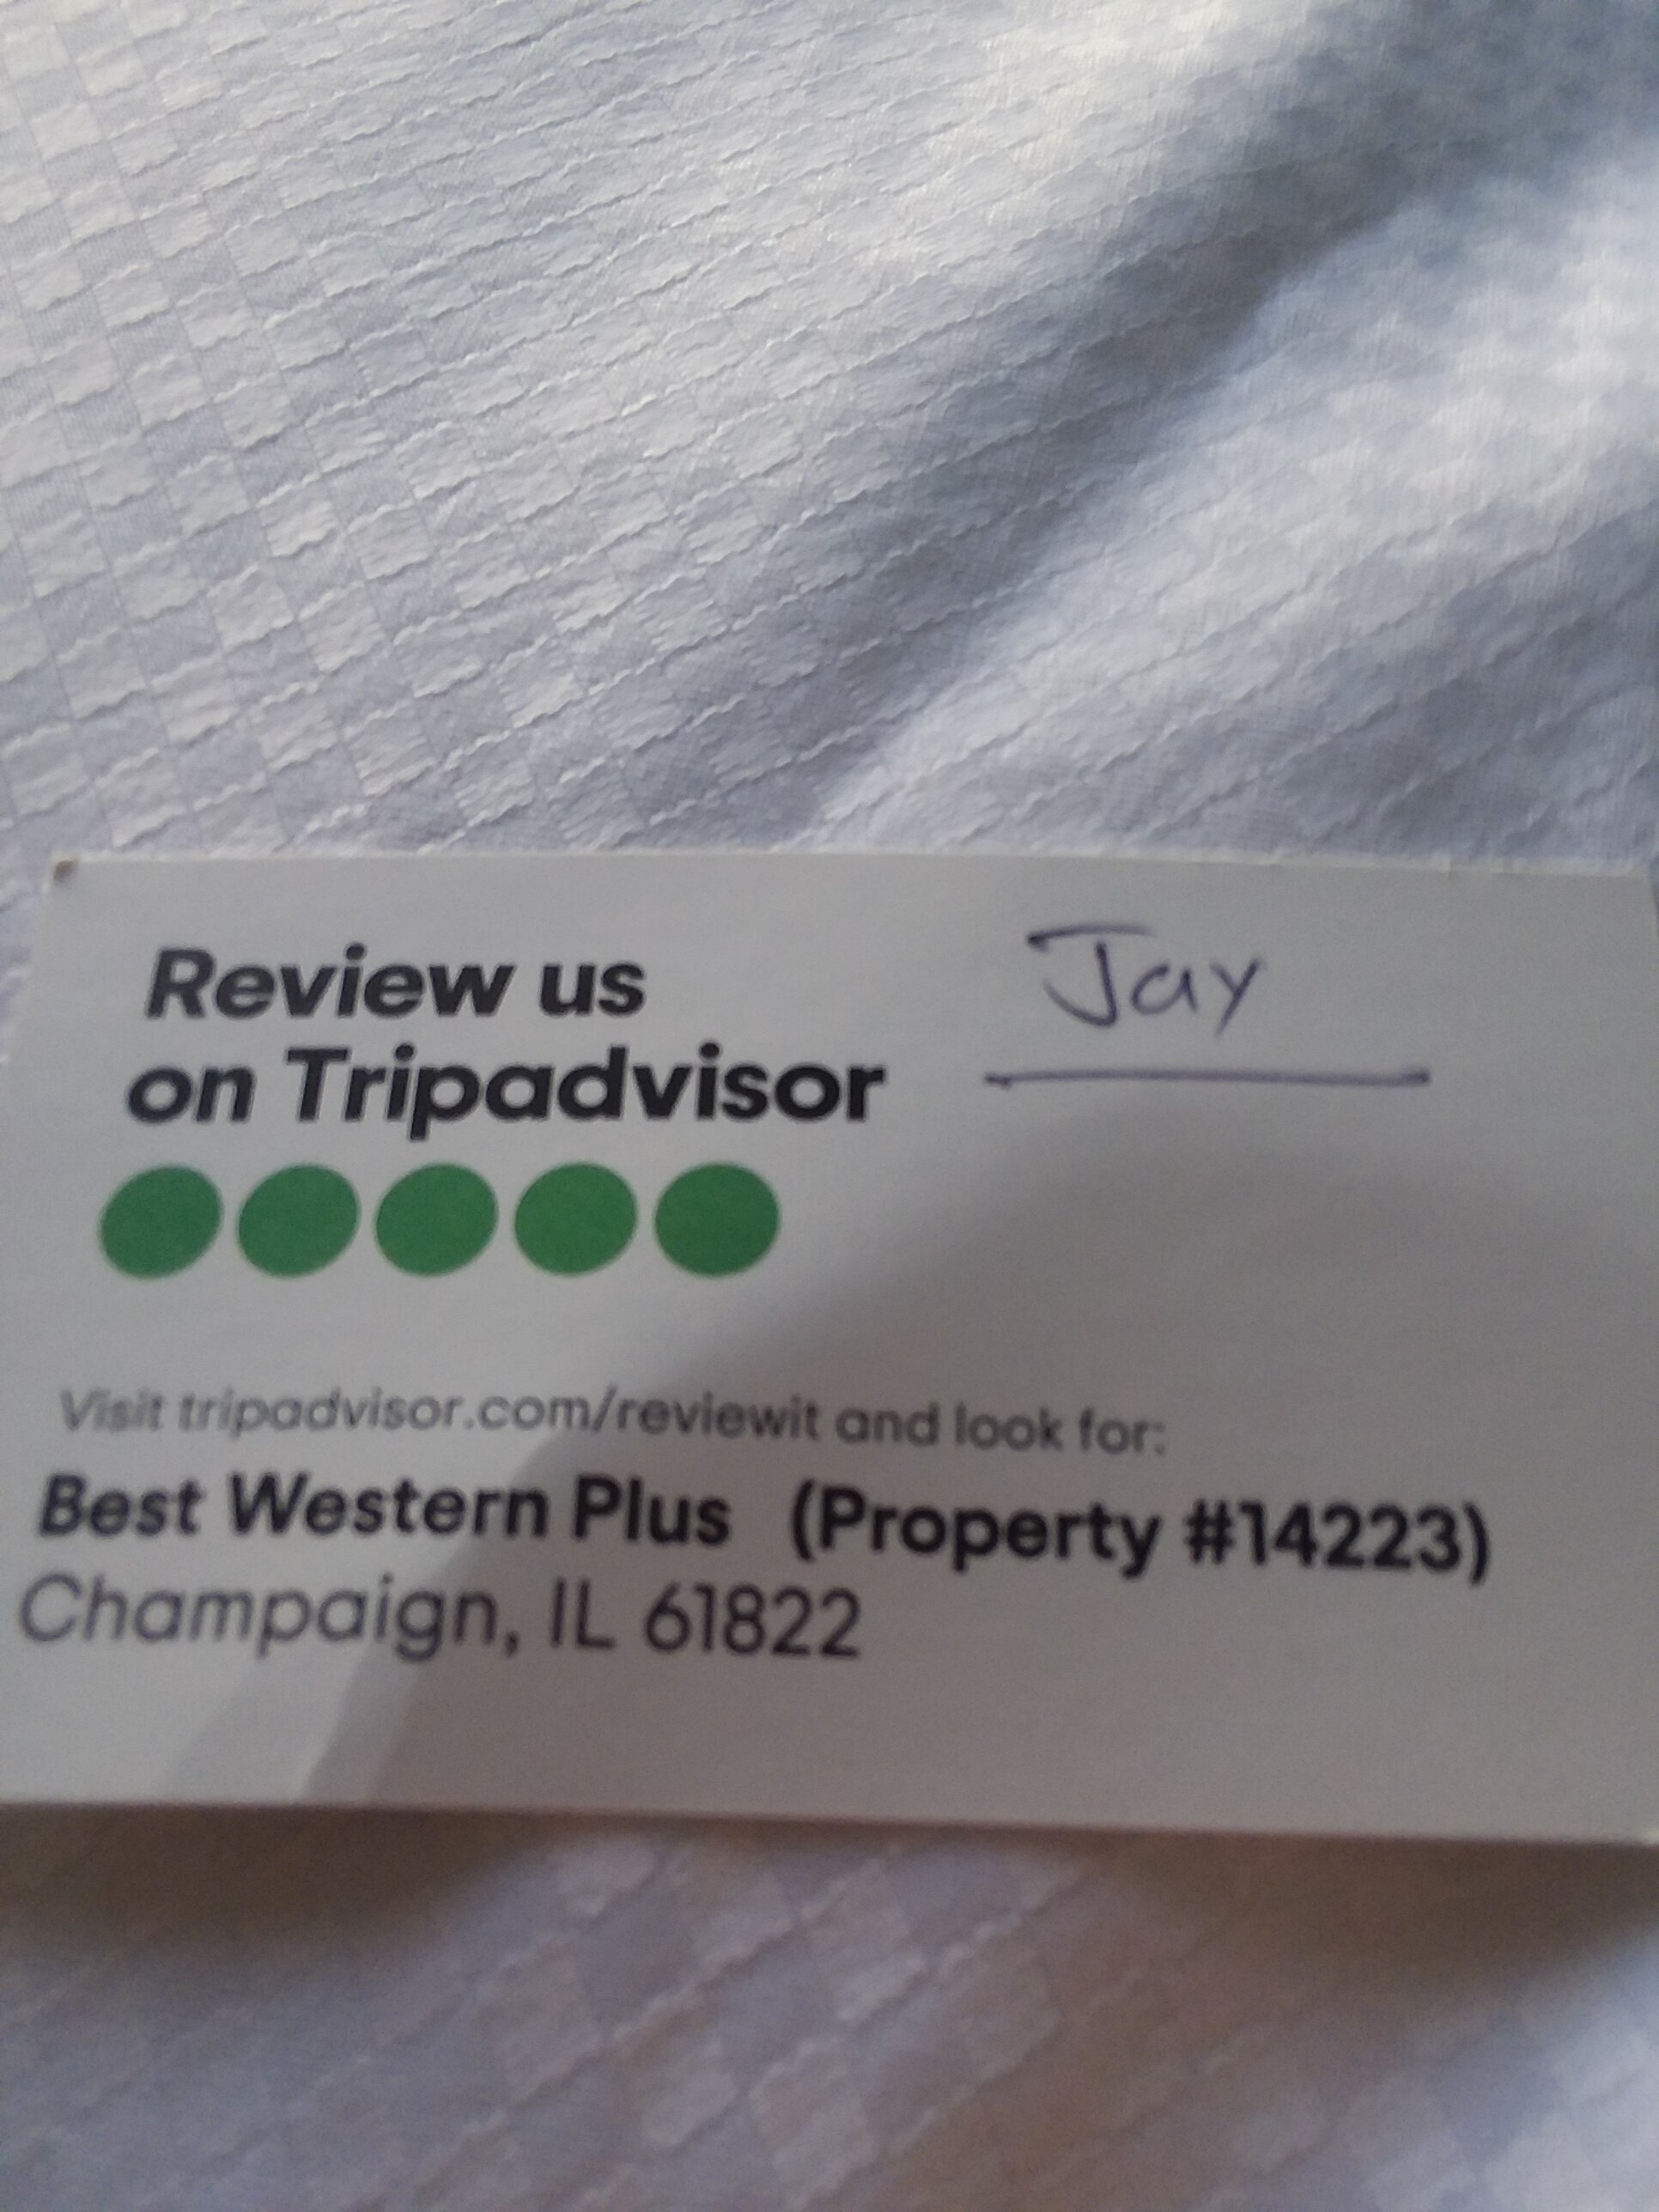 Review us
on Tripadvisor
Jay
Visit tripadvisor.com/reviewit and look for:
Best Western Plus (Property #14223)
Champaign, IL 61822